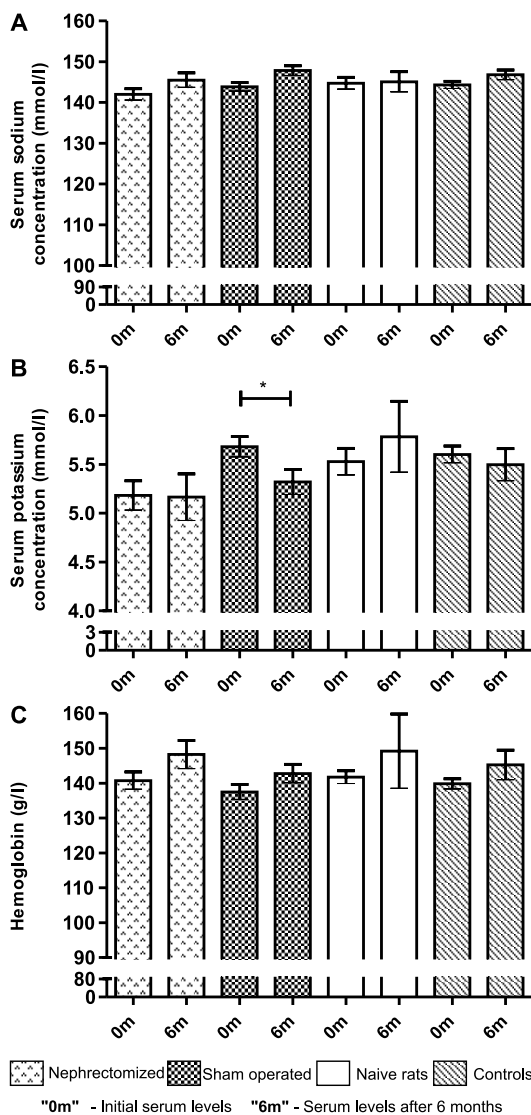 A
Serum sodium
concentration (mmol/l)
160
150
140
130
120
110
100
90
0
0m 6m 0m 6m 0m 6m 0m 6m
B
Serum potassium
concentration (mmol/l)
6.5
6.0
5.5
5.0
4.5
4.0
3
0
*
0m 6m 0m 6m 0m 6m 0m 6m
C
Hemoglobin (g/l)
160
150
140
130
120
110
100
90
80
0
0m 6m 0m 6m 0m 6m 0m 6m
Nephrectomized Sham operated Naive rats Controls
"0m" - Initial serum levels "6m" - Serum levels after 6 months